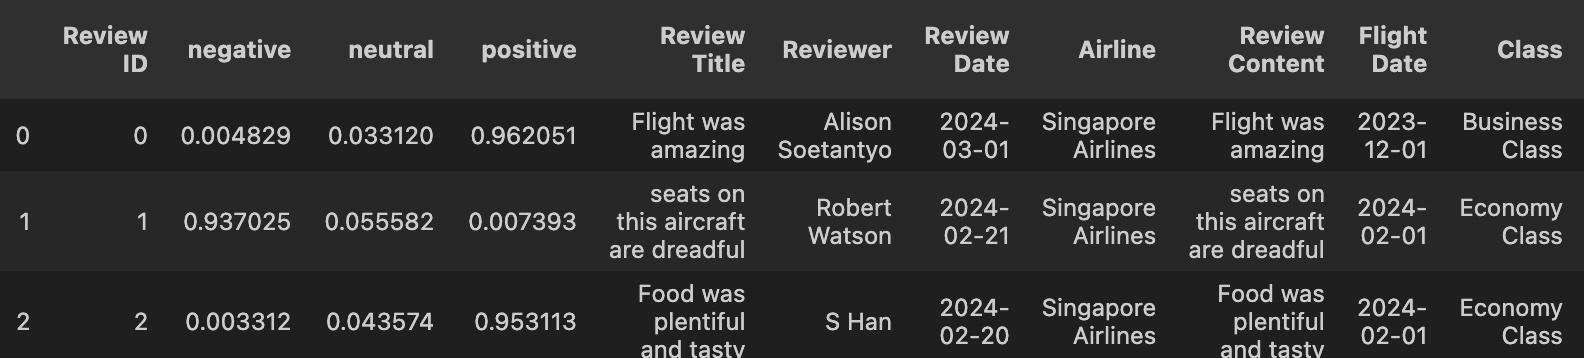 Review ID negative neutral positive Review Title Reviewer Review Date Airline Review Content Flight Date Class
0 0 0.004829 0.033120 0.962051 Flight was amazing Alison Soetantyo 2024-03-01 Singapore Airlines Flight was amazing 2023-12-01 Business Class
1 1 0.937025 0.055582 0.007393 seats on this aircraft are dreadful Robert Watson 2024-02-21 Singapore Airlines seats on this aircraft are dreadful 2024-02-01 Economy Class
2 2 0.003312 0.043574 0.953113 Food was plentiful and tasty S Han 2024-02-20 Singapore Airlines Food was plentiful and tasty 2024-02-01 Economy Class